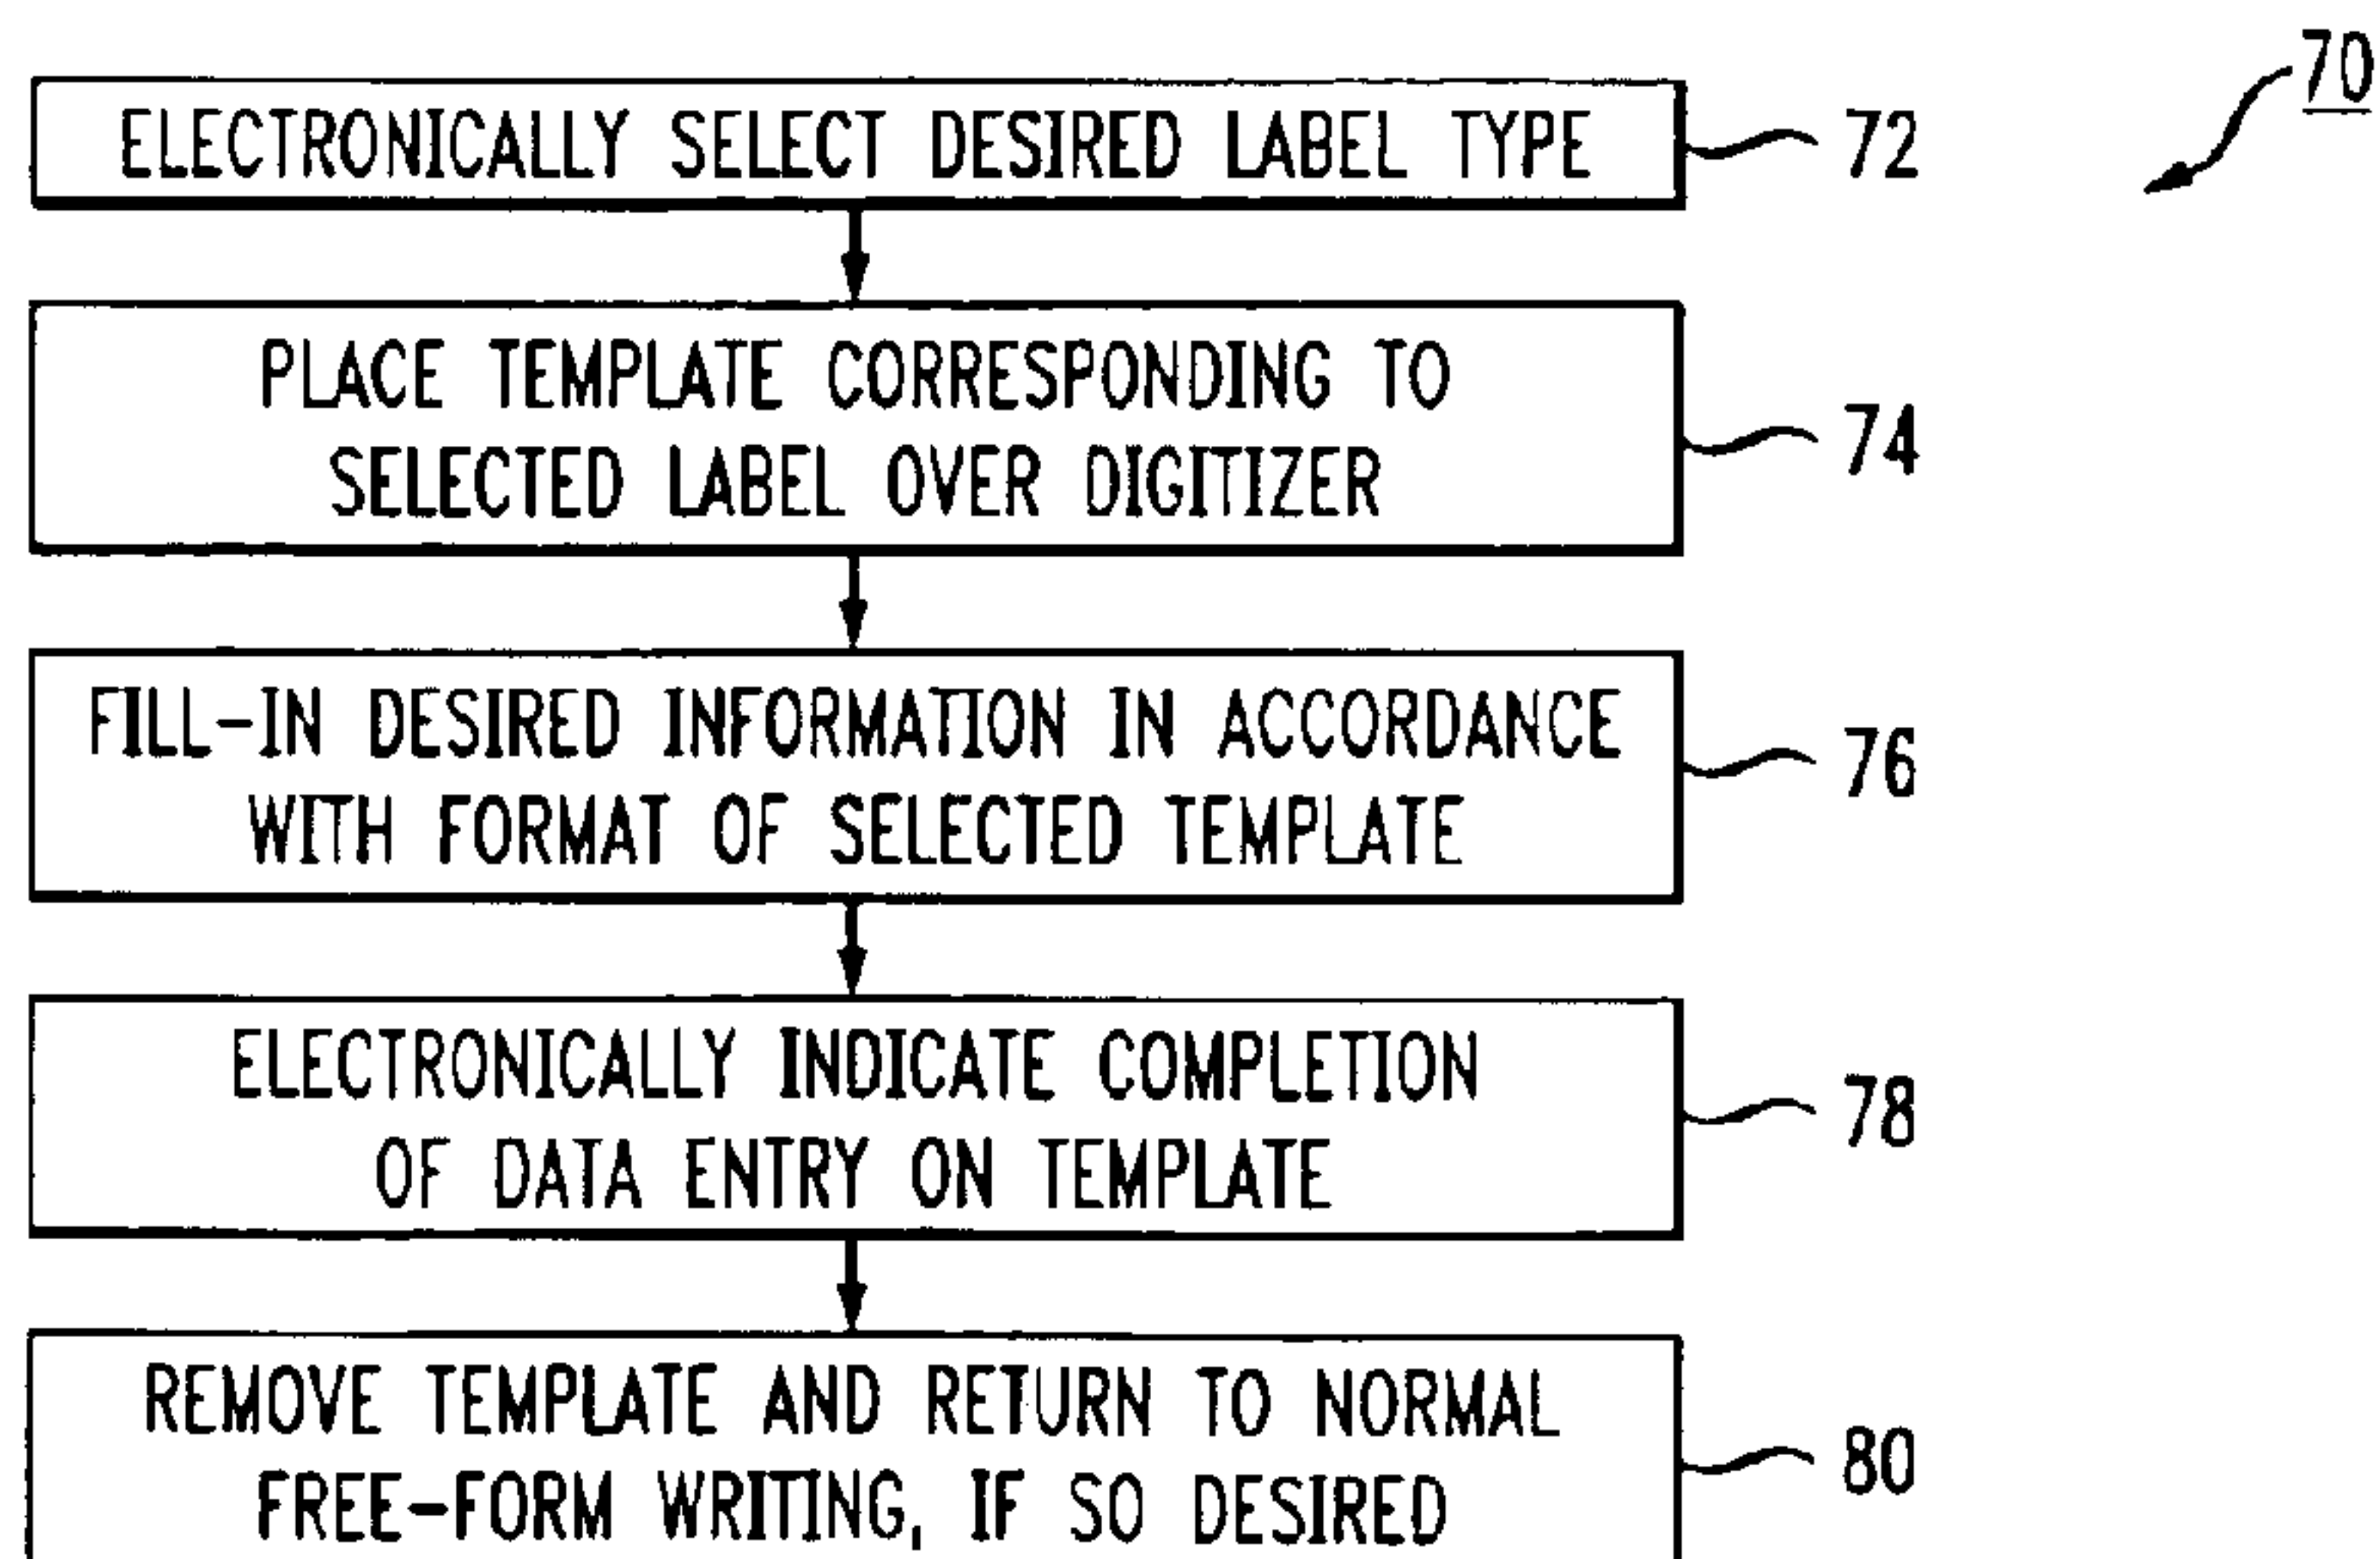 70
ELECTRONICALLY SELECT DESIRED LABEL TYPE
72
PLACE TEMPLATE CORRESPONDING TO
SELECTED LABEL OVER DIGITIZER
74
FILL-IN DESIRED INFORMATION IN ACCORDANCE
WITH FORMAT OF SELECTED TEMPLATE
76
ELECTRONICALLY INDICATE COMPLETION
OF DATA ENTRY ON TEMPLATE
78
REMOVE TEMPLATE AND RETURN TO NORMAL
FREE-FORM WRITING, IF SO DESIRED
80